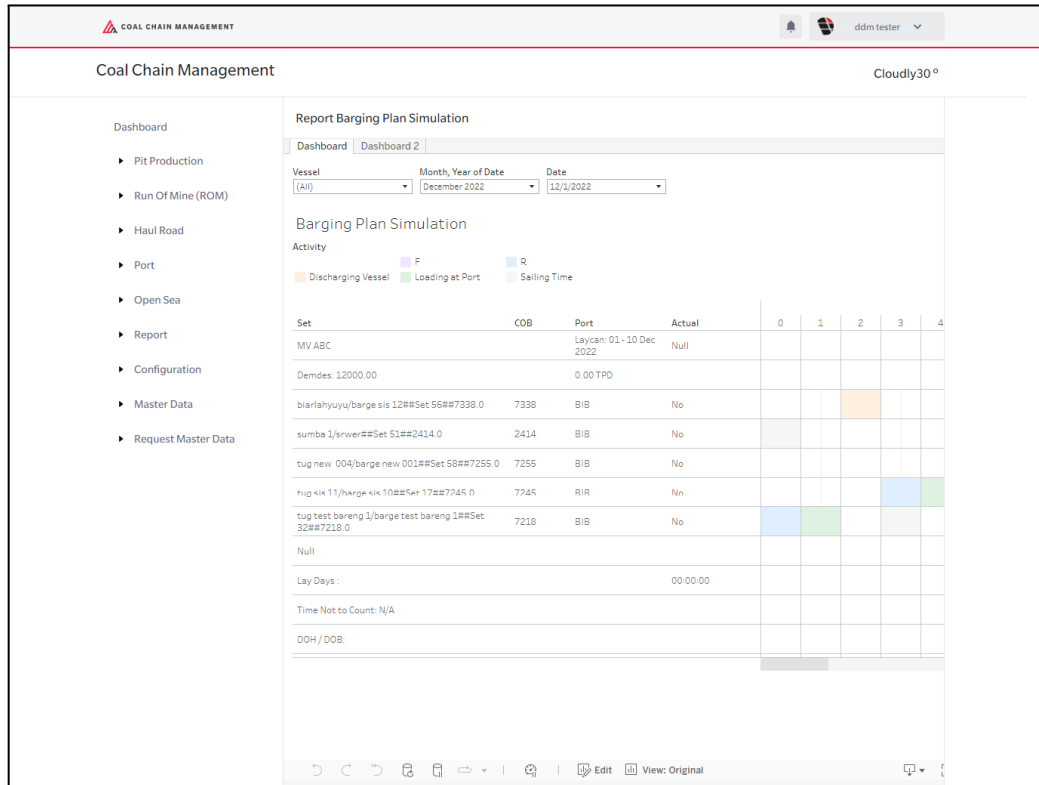 COAL CHAIN MANAGEMENT
ddm tester
Coal Chain Management
Cloudly30 º
Dashboard
Pit Production
Run Of Mine (ROM)
Haul Road
Port
Open Sea
Report
Configuration
Master Data
Request Master Data
Report Barging Plan Simulation
Dashboard Dashboard 2
Vessel Month, Year of Date Date
(All) December 2022 12/1/2022
Barging Plan Simulation
Activity
F R
Discharging Vessel Loading at Port Sailing Time
Set COB Port Actual 0 1 2 3 4
MV ABC Laycan: 01 - 10 Dec Null
2022
Demdes: 12000.00 0.00 TPD
biarlahyuyu/barge sis 12##Set 56##7338.0 7338 BIB No
sumba 1/srwer##Set 51##2414.0 2414 BIB No
tug new 004/barge new 001##Set 58##7255.0 7255 BIB No
tug sis 11/barge sis 10##Set 17##7245.0 7245 BIB No
tug test bareng 1/barge test bareng 1##Set 7218 BIB No
32##7218.0
Null
Lay Days : 00:00:00
Time Not to Count: N/A
DOH / DOB:
Edit View: Original